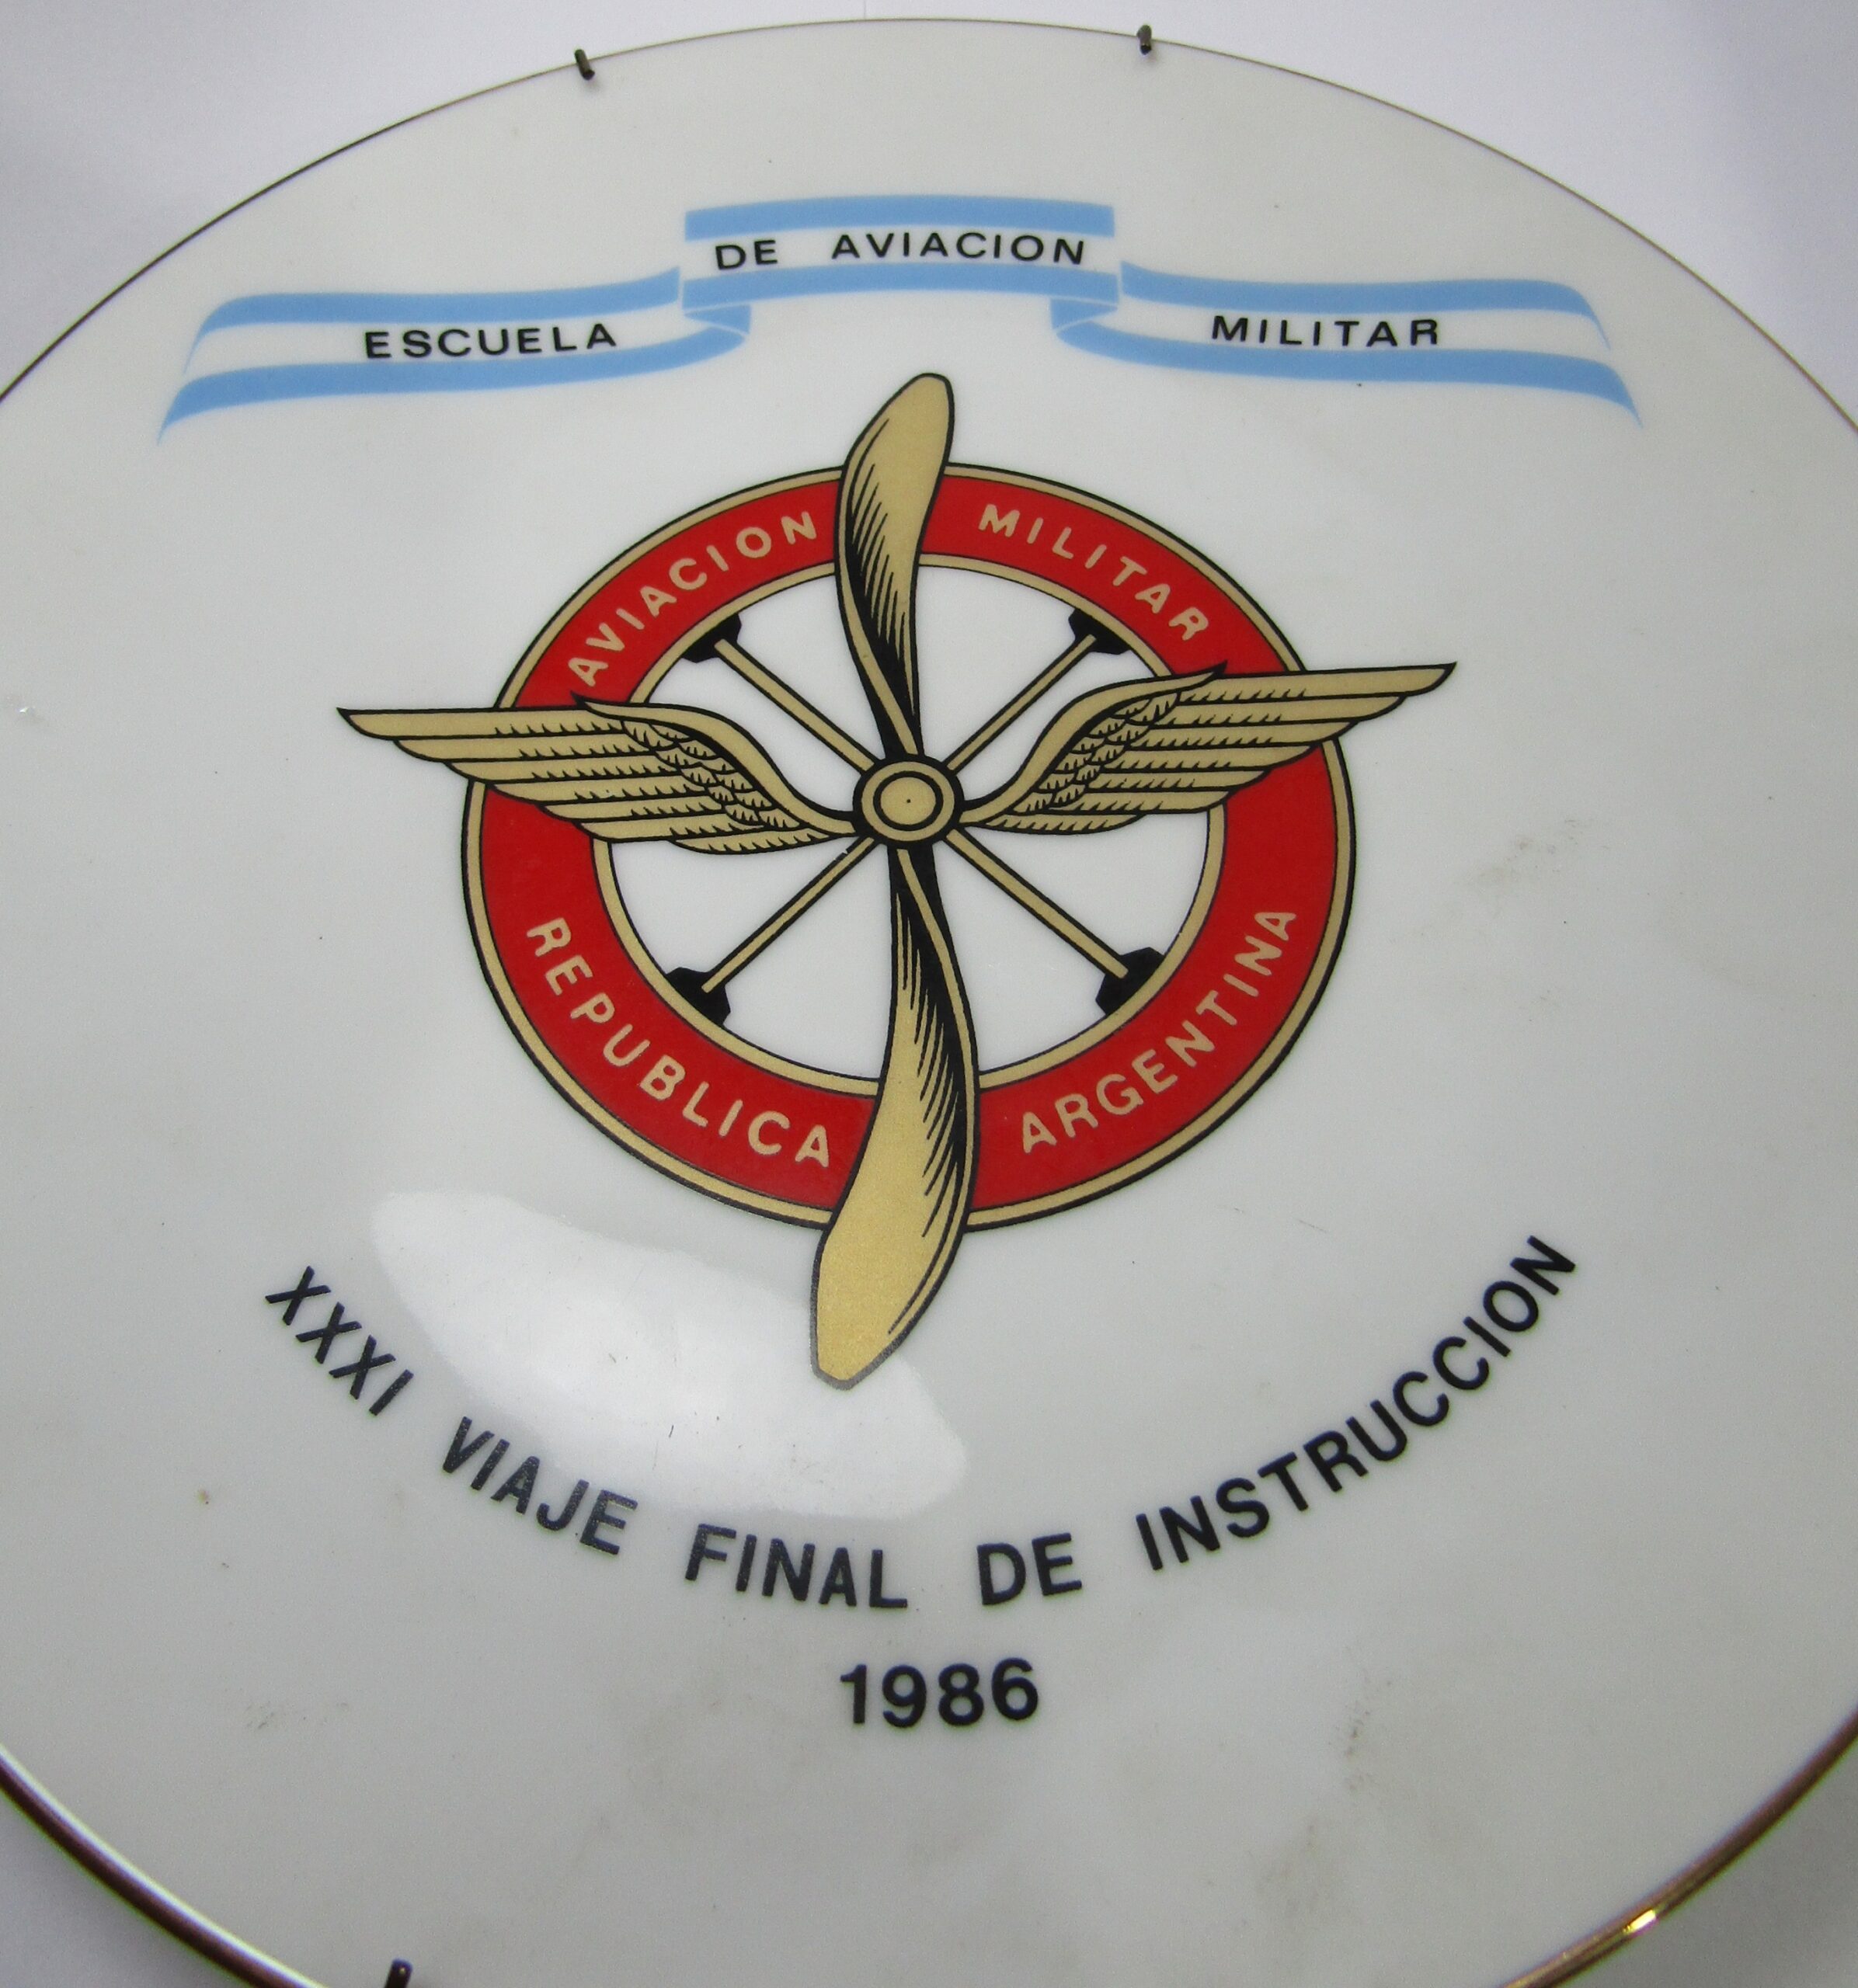 ESCUELA DE AVIACION MILITAR
AVIACION MILITAR
REPUBLICA ARGENTINA
XXXI VIAJE FINAL DE INSTRUCCION
1986